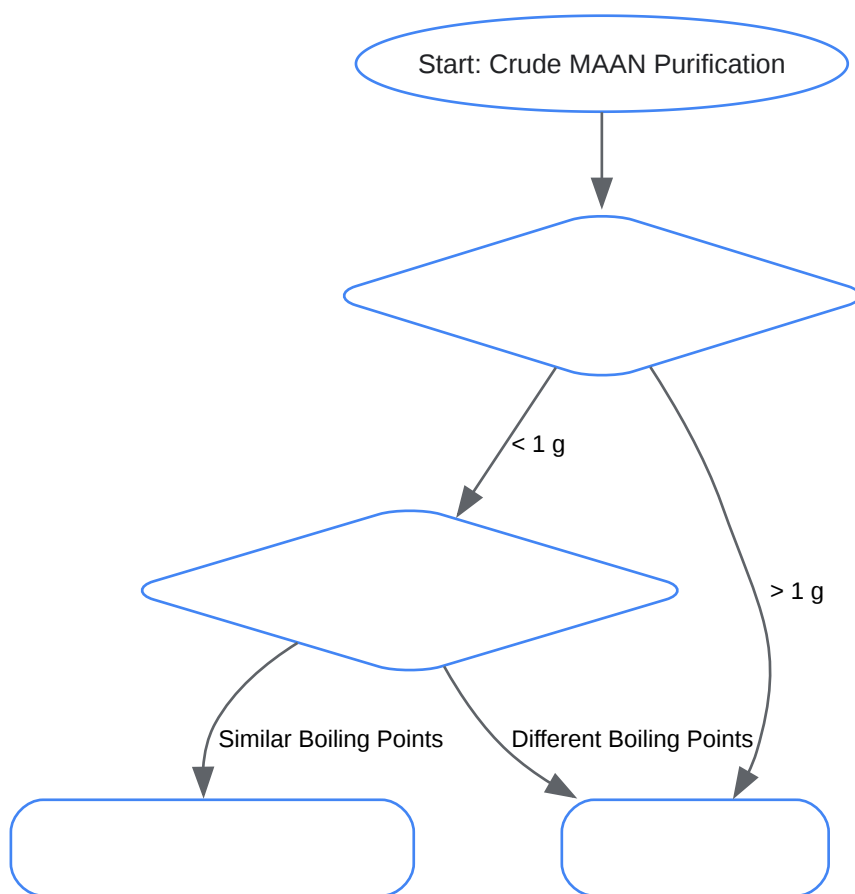 Start: Crude MAAN Purification
< 1 g
> 1 g
Similar Boiling Points
Different Boiling Points